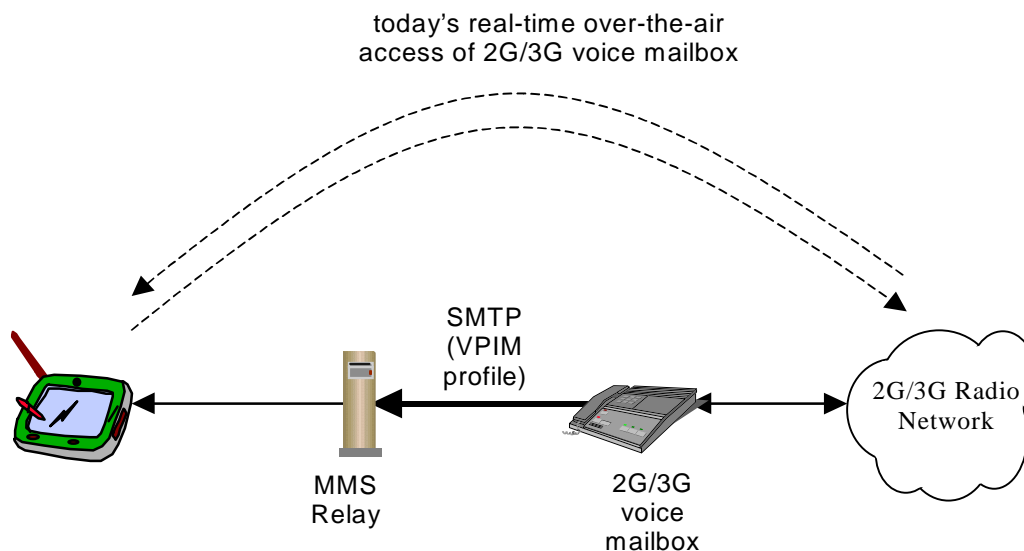 today's real-time over-the-air
access of 2G/3G voice mailbox
SMTP
(VPIM
profile)
2G/3G Radio
Network
MMS
Relay
2G/3G
voice
mailbox